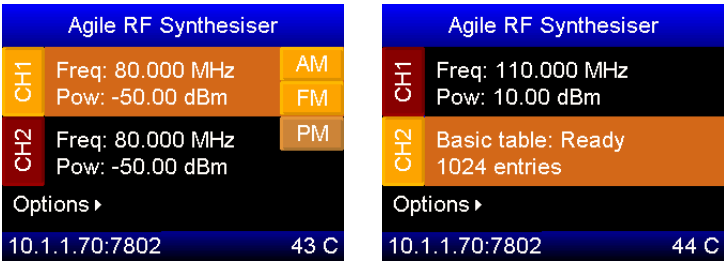 Agile RF Synthesiser
CH1
Freq: 80.000 MHz
Pow: -50.00 dBm
AM
FM
PM
CH2
Freq: 80.000 MHz
Pow: -50.00 dBm
Options
10.1.1.70:7802 43 C
Agile RF Synthesiser
CH1
Freq: 110.000 MHz
Pow: 10.00 dBm
CH2
Basic table: Ready
1024 entries
Options
10.1.1.70:7802 44 C